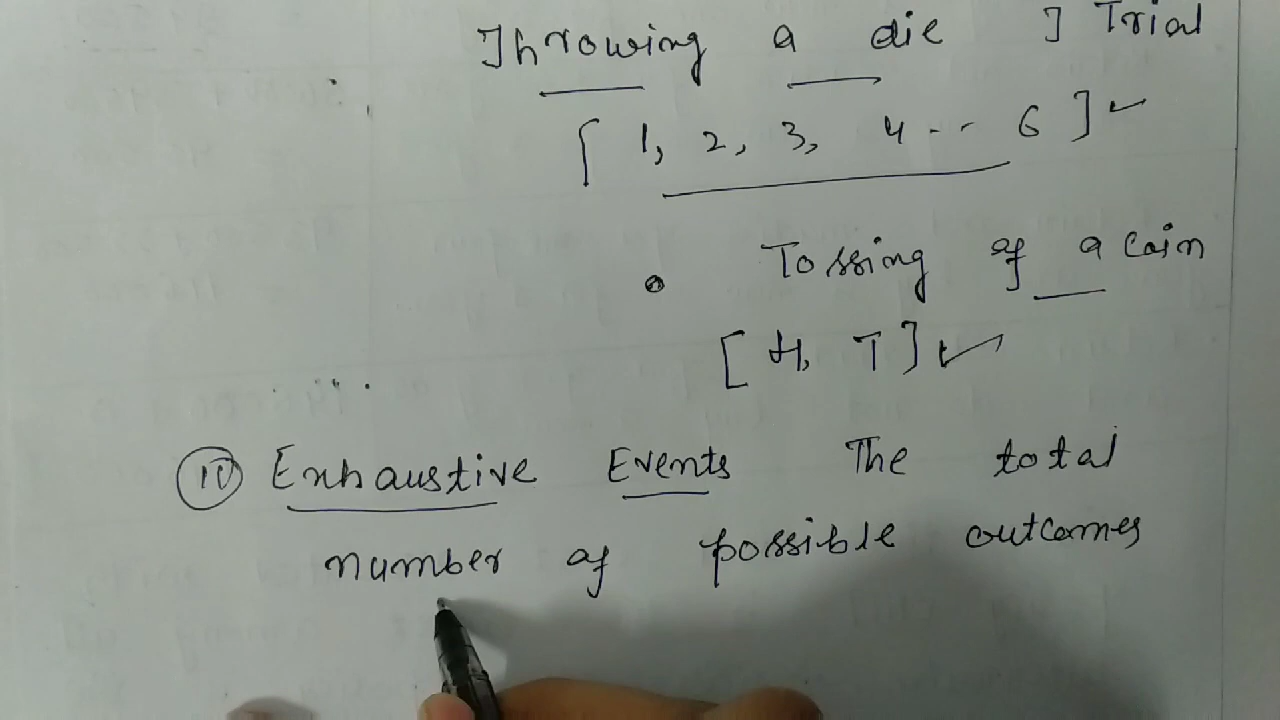 Throwing a die ] Trial
[ 1, 2, 3, 4 -- 6 ] ✓
• Tossing of a Coin
[ H, T ] ✓
(ii) Exhaustive Events The total
number of possible outcomes